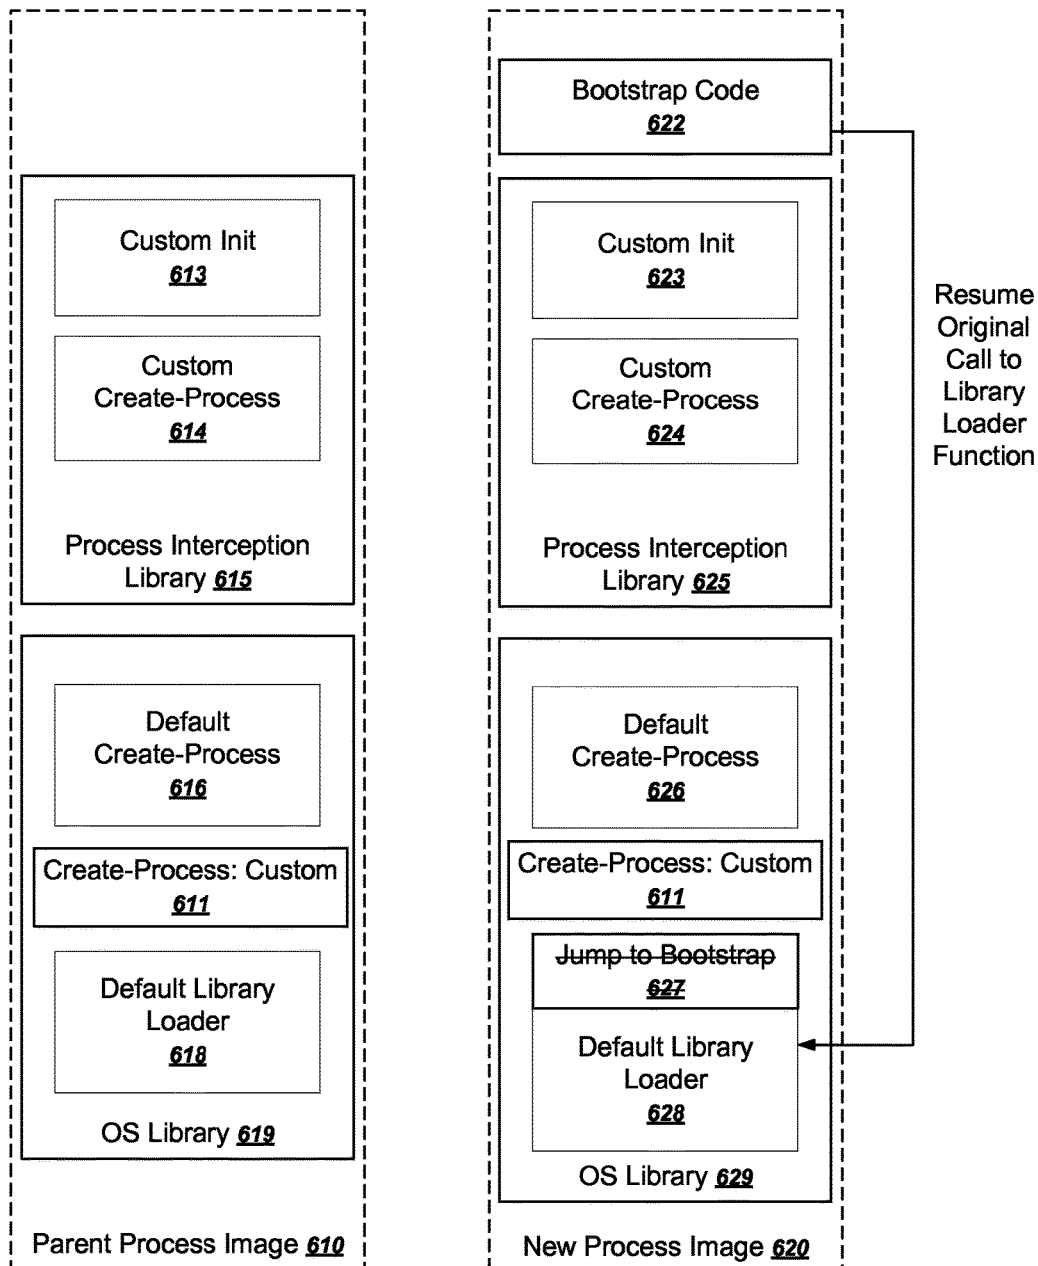 Custom Init
613
Custom
Create-Process
614
Process Interception
Library 615
Default
Create-Process
616
Create-Process: Custom
611
Default Library
Loader
618
OS Library 619
Parent Process Image 610
Bootstrap Code
622
Custom Init
623
Custom
Create-Process
624
Process Interception
Library 625
Default
Create-Process
626
Create-Process: Custom
611
Jump to Bootstrap
627
Default Library
Loader
628
OS Library 629
New Process Image 620
Resume
Original
Call to
Library
Loader
Function